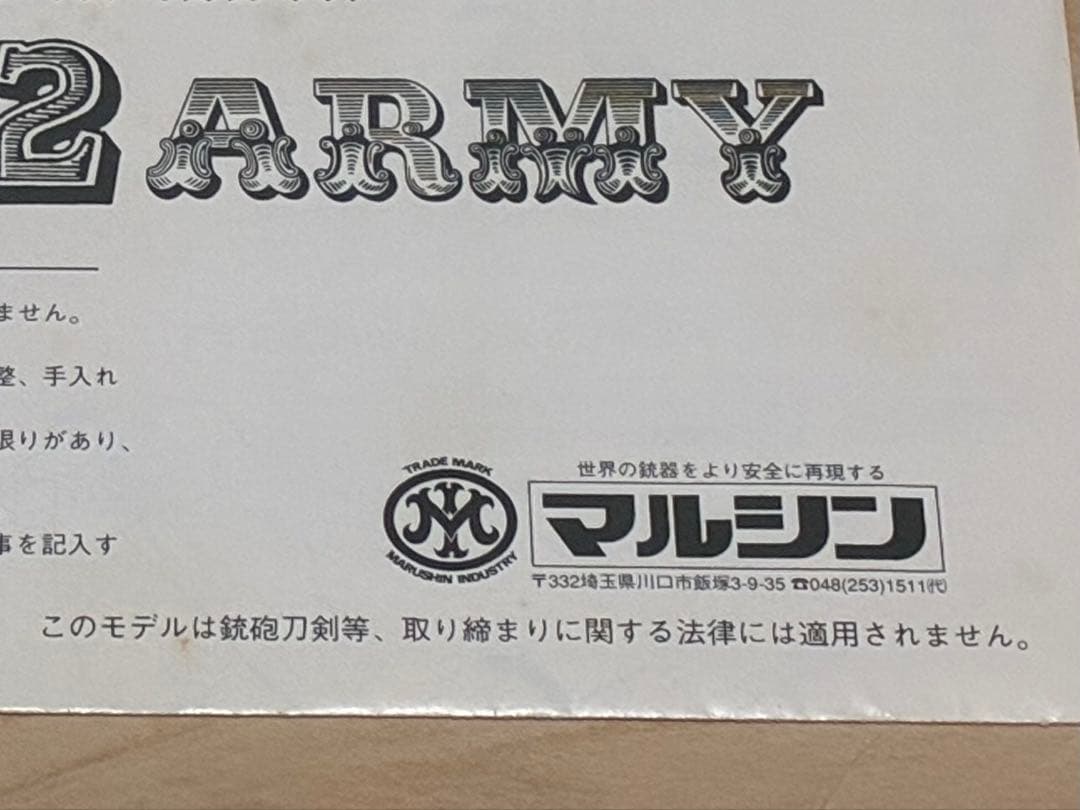 2 ARMY
ません。
整、手入れ
限りがあり、
事を記入す
TRADE MARK
MARUSHIN INDUSTRY
世界の銃器をより安全に再現する
マルシン
〒332埼玉県川口市飯塚3-9-35 ☎048(253)1511㈹
このモデルは銃砲刀剣等、取り締まりに関する法律には適用されません。